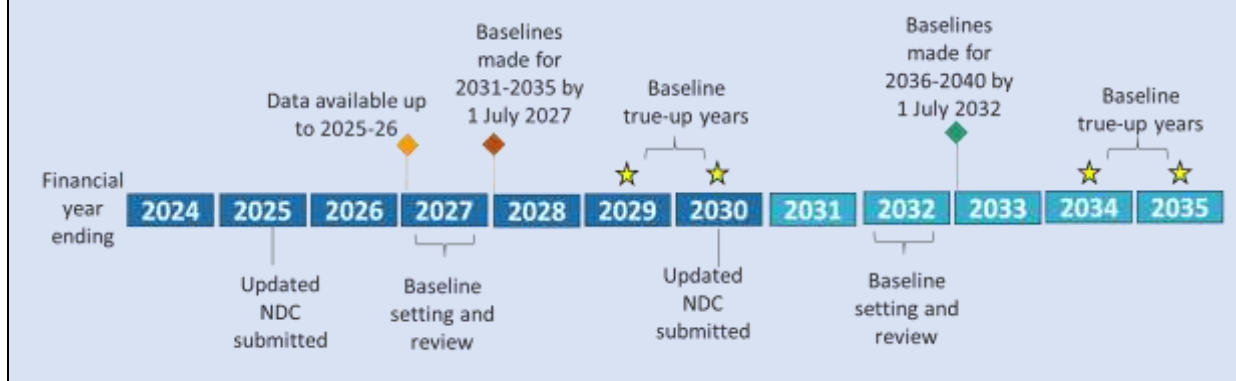 Data available up
to 2025-26
Baselines
made for
2031-2035 by
1 July 2027
Baseline
true-up years
Baselines
made for
2036-2040 by
1 July 2032
Baseline
true-up years
Financial
year
ending
2024
2025
2026
2027
2028
2029
2030
2031
2032
2033
2034
2035
Updated
NDC
submitted
Baseline
setting and
review
Updated
NDC
submitted
Baseline
setting and
review